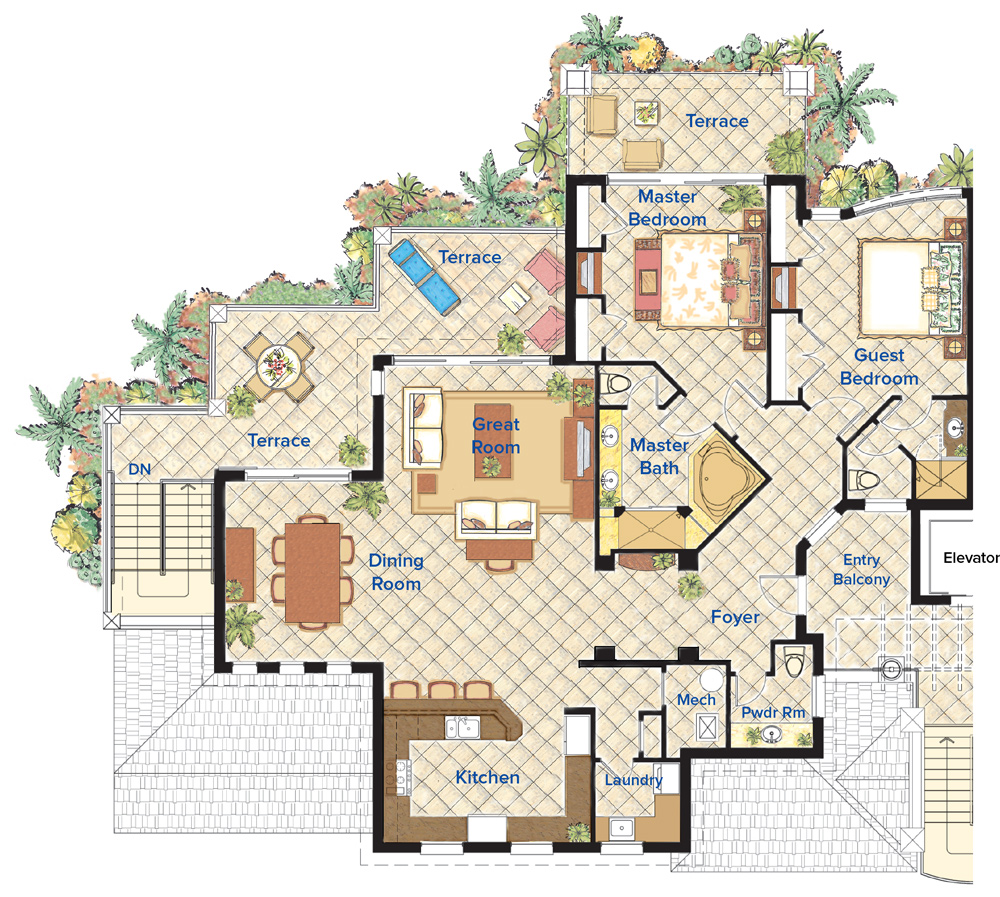 Terrace
Master
Bedroom
Terrace
Guest
Bedroom
Great
Room
Terrace
Master
Bath
DN
Dining
Room
Entry
Balcony
Elevator
Foyer
Mech
Pwdr Rm
Kitchen
Laundry